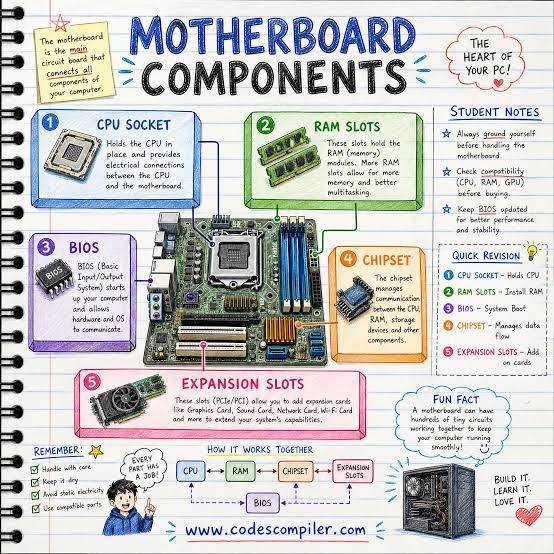 The motherboard
is the main
circuit board that
connects all
components of
your computer.
MOTHERBOARD
COMPONENTS
THE
HEART OF
YOUR PC!
1 CPU SOCKET
Holds the CPU in
place and provides
electrical connections
between the CPU
and the motherboard.
2 RAM SLOTS
These slots hold the
RAM (memory)
modules. More RAM
slots allow for more
memory and better
multitasking.
STUDENT NOTES
☆ Always ground yourself
before handling the
motherboard.
☆ Check compatibility
(CPU, RAM, GPU)
before buying.
☆ Keep BIOS updated
for better performance
and stability.
3 BIOS
BIOS
BIOS (Basic
Input/Output
System) starts
up your computer
and allows
hardware and OS
to communicate.
4 CHIPSET
The chipset
manages
communication
between the CPU,
RAM, storage
devices and other
components.
QUICK REVISION
1 CPU SOCKET – Holds CPU
2 RAM SLOTS – Install RAM
3 BIOS – System Boot
4 CHIPSET – Manages data
flow
5 EXPANSION SLOTS – Add
on cards
5 EXPANSION SLOTS
These slots (PCIe/PCI) allow you to add expansion cards
like Graphics Card, Sound Card, Network Card, Wi-Fi Card
and more to extend your system's capabilities.
FUN FACT
A motherboard can have
hundreds of tiny circuits
working together to keep
your computer running
smoothly!
REMEMBER:
✓ Handle with care
✓ Keep it dry
✓ Avoid static electricity
✓ Use compatible parts
EVERY
PART HAS
A JOB!
HOW IT WORKS TOGETHER
CPU
RAM
CHIPSET
EXPANSION
SLOTS
BIOS
BUILD IT.
LEARN IT.
LOVE IT.
www.codescompiler.com